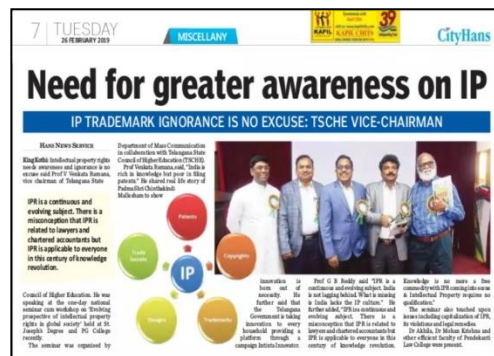 7 TUESDAY
26 FEBRUARY 2019
MISCELLANY
KAPIL
KAPIL CHITS
39
CityHans
Need for greater awareness on IP
IP TRADEMARK IGNORANCE IS NO EXCUSE: TSCHE VICE-CHAIRMAN
HANS NEWS SERVICE
King Kothi: Intellectual property rights
needs awareness and ignorance is no
excuse said Prof V Venkata Ramana,
vice chairman of Telangana State
IPR is a continuous and
evolving subject. There is a
misconception that IPR is
related to lawyers and
chartered accountants but
IPR is applicable to everyone
in this century of knowledge
revolution.
Council of Higher Education. He was
speaking at the one-day national
seminar cum workshop on 'Evolving
prospective of intellectual property
rights in global society' held at St
Joseph's Degree and PG College
recently.
The seminar was organised by
Department of Mass Communication
in collaboration with Telangana State
Council of Higher Education (TSCHE).
Prof Venkata Ramana, said, "India is
rich in knowledge but poor in filing
patents." He shared real life story of
Padma Shri Chinthakindi
Mallesham to show
Patents
Trade
Secrets
Copyrights
IP
Designs
Trademarks
innovation is
born out of
necessity. He
further said that
the Telangana
Government is taking
innovation to every
household providing a
platform through a
campaign Intinta Innovator.
Prof G B Reddy said "IPR is a
continuous and evolving subject. India
is not lagging behind. What is missing
is India lacks the IP culture." He
further added, "IPR is a continuous and
evolving subject. There is a
misconception that IPR is related to
lawyers and chartered accountants but
IPR is applicable to everyone in this
century of knowledge revolution.
Knowledge is no more a free
commodity with IPR coming into existence
Intellectual Property requires no
qualification."
The seminar also touched upon
issues including capitalization of IPR,
its violations and legal remedies.
Dr Akhila, Dr Mohan Krishna and
other efficient faculty of Pendekanti
Law College were present.